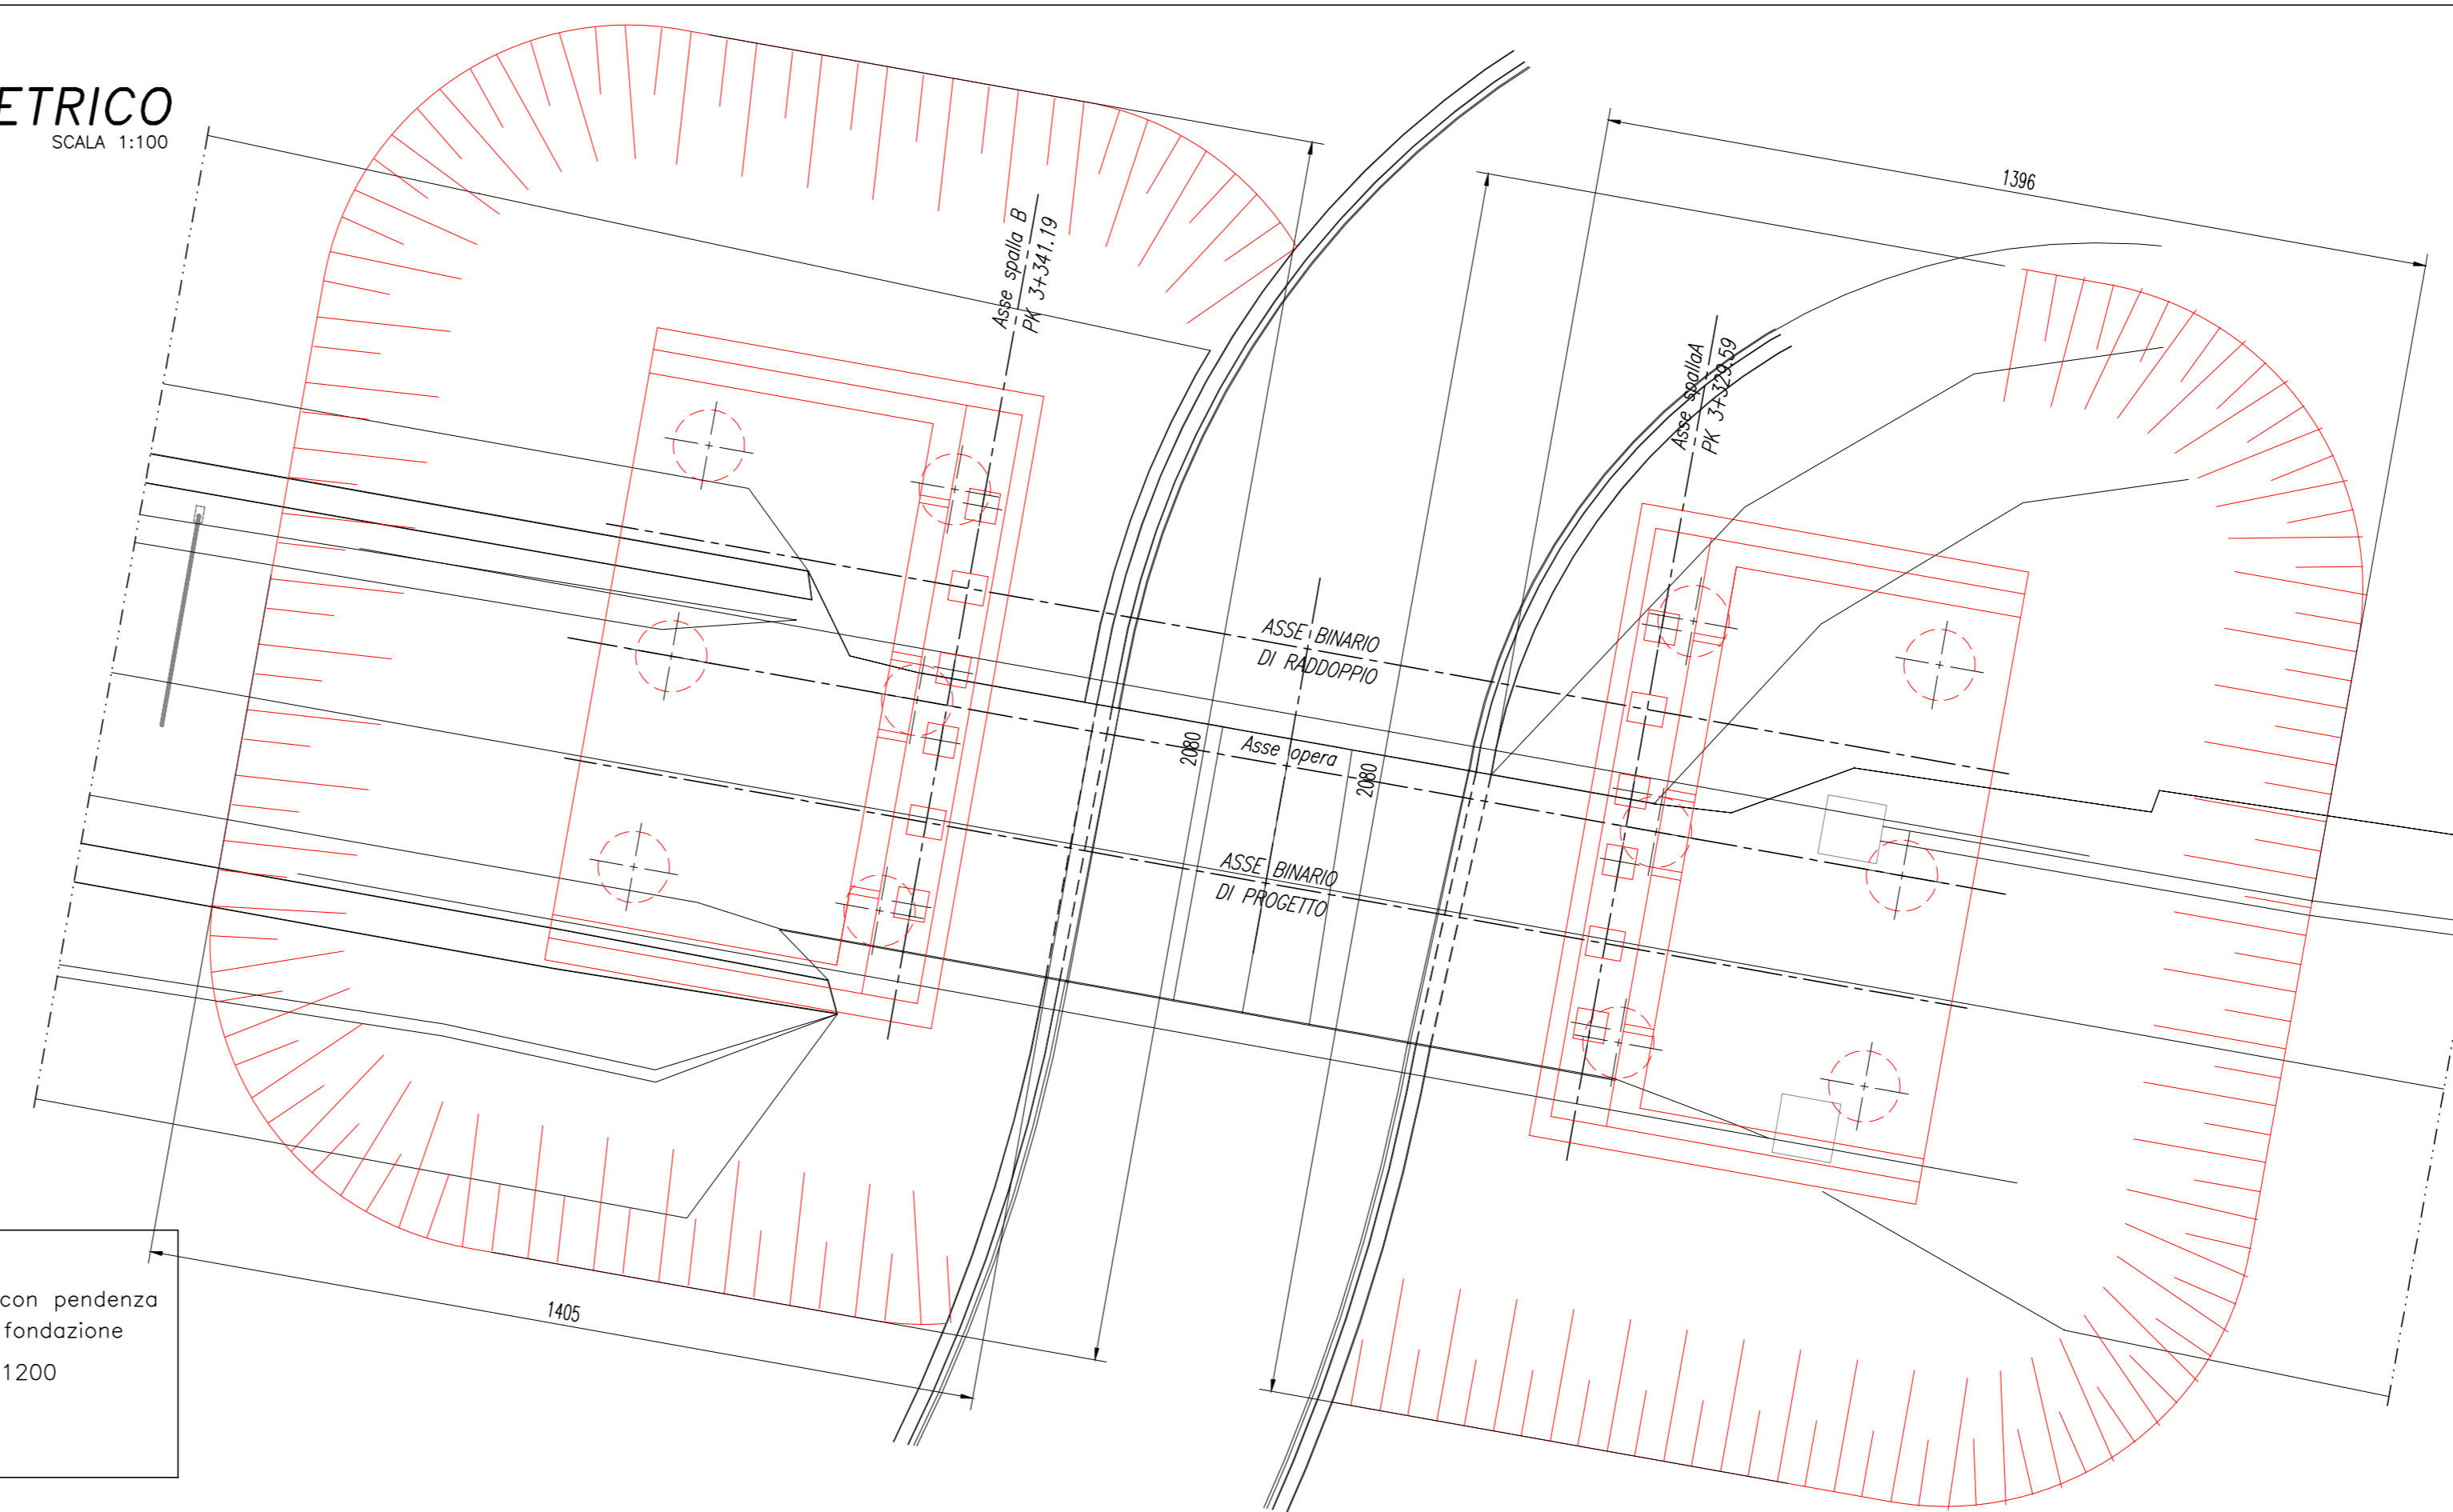 ETRICO
SCALA 1:100
1396
Asse spalla B
PK 3+341.19
Asse spallaA
PK 3+329.59
ASSE BINARIO
DI RADDOPPIO
2080
Asse opera
2080
ASSE BINARIO
DI PROGETTO
1405
con pendenza
fondazione
1200